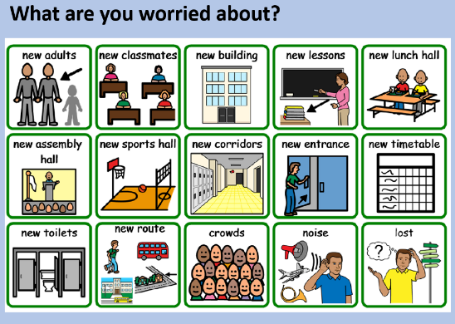 What are you worried about?
new adults
new classmates
new building
new lessons
new lunch hall
new assembly
hall
new sports hall
new corridors
new entrance
new timetable
new toilets
new route
crowds
noise
lost
?